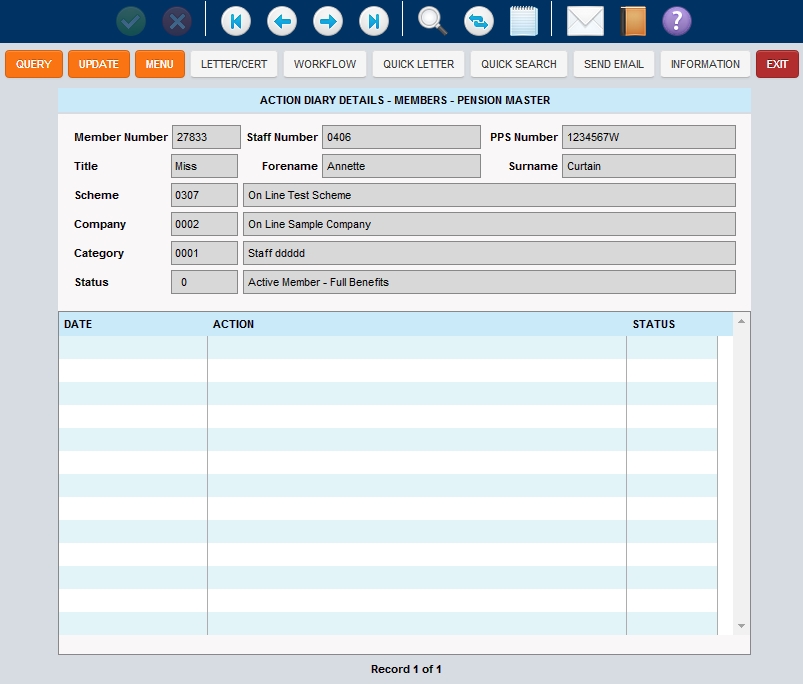 ?
QUERY UPDATE MENU LETTER/CERT WORKFLOW QUICK LETTER QUICK SEARCH SEND EMAIL INFORMATION EXIT
ACTION DIARY DETAILS - MEMBERS - PENSION MASTER
Member Number 27833 Staff Number 0406 PPS Number 1234567W
Title Miss Forename Annette Surname Curtain
Scheme 0307 On Line Test Scheme
Company 0002 On Line Sample Company
Category 0001 Staff ddddd
Status 0 Active Member - Full Benefits
DATE ACTION STATUS
Record 1 of 1